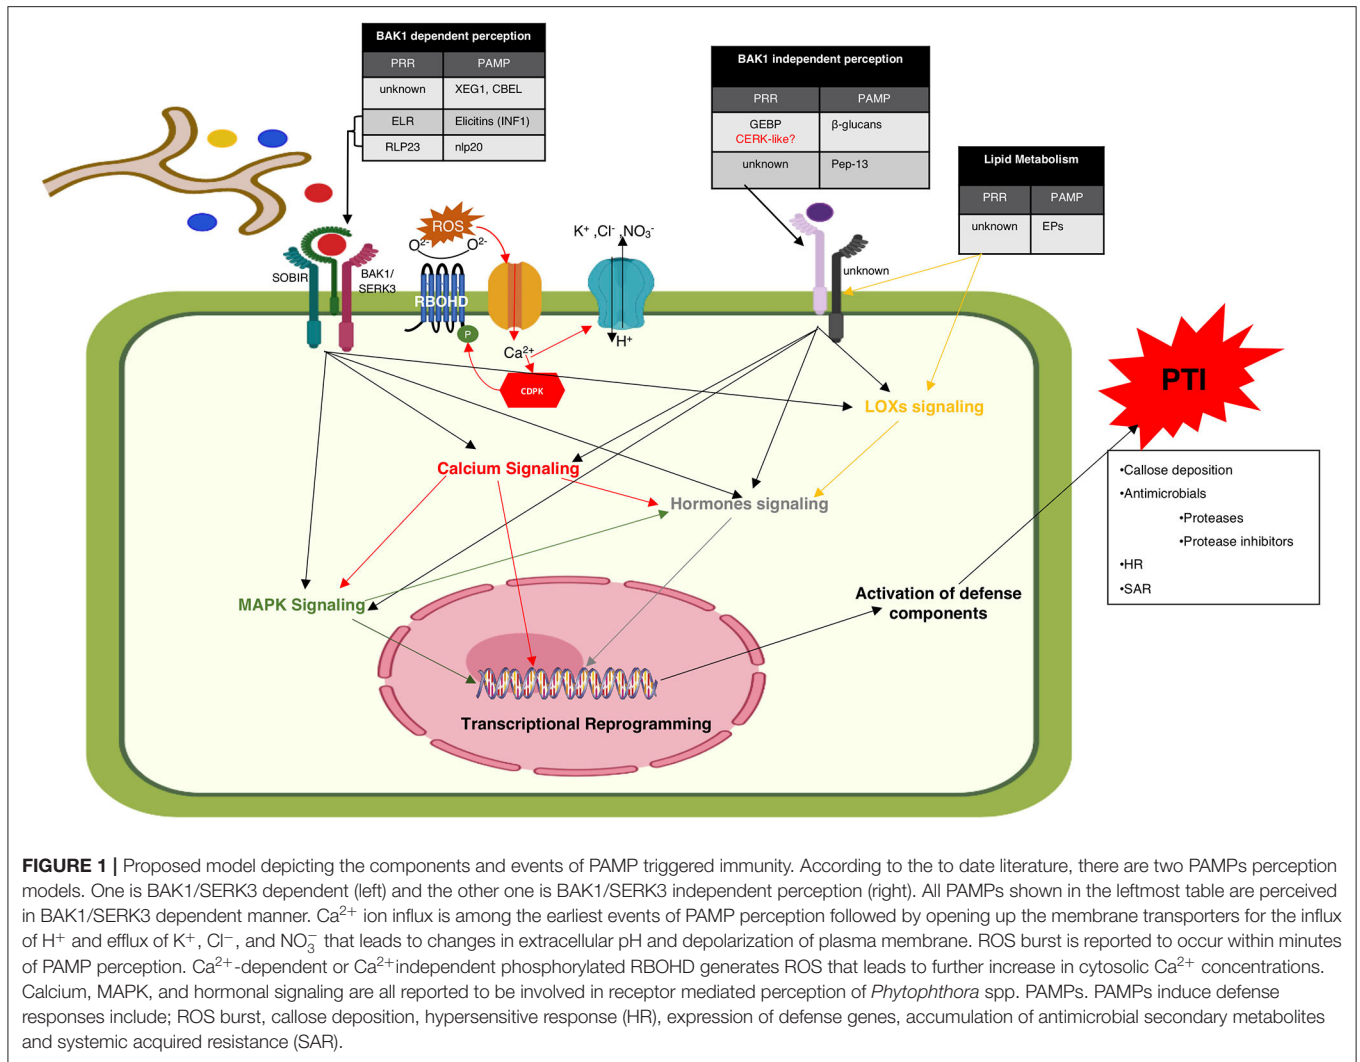 BAK1 dependent perception
PRR PAMP
unknown XEG1, CBEL
ELR Elicitins (INF1)
RLP23 nlp20
BAK1 independent perception
PRR PAMP
GEBP β-glucans
CERK-like?
unknown Pep-13
Lipid Metabolism
PRR PAMP
unknown EPs
ROS
O²⁻ O²⁻
K⁺ ,Cl⁻ ,NO₃⁻
SOBIR
BAK1/
SERK3
RBOHD
P
Ca²⁺
H⁺
CDPK
unknown
PTI
LOXs signaling
Calcium Signaling
Hormones signaling
MAPK Signaling
Activation of defense
components
Transcriptional Reprogramming
•Callose deposition
•Antimicrobials
•Proteases
•Protease inhibitors
•HR
•SAR
FIGURE 1 | Proposed model depicting the components and events of PAMP triggered immunity. According to the to date literature, there are two PAMPs perception
models. One is BAK1/SERK3 dependent (left) and the other one is BAK1/SERK3 independent perception (right). All PAMPs shown in the leftmost table are perceived
in BAK1/SERK3 dependent manner. Ca²⁺ ion influx is among the earliest events of PAMP perception followed by opening up the membrane transporters for the influx
of H⁺ and efflux of K⁺, Cl⁻, and NO₃⁻ that leads to changes in extracellular pH and depolarization of plasma membrane. ROS burst is reported to occur within minutes
of PAMP perception. Ca²⁺-dependent or Ca²⁺independent phosphorylated RBOHD generates ROS that leads to further increase in cytosolic Ca²⁺ concentrations.
Calcium, MAPK, and hormonal signaling are all reported to be involved in receptor mediated perception of Phytophthora spp. PAMPs. PAMPs induce defense
responses include; ROS burst, callose deposition, hypersensitive response (HR), expression of defense genes, accumulation of antimicrobial secondary metabolites
and systemic acquired resistance (SAR).